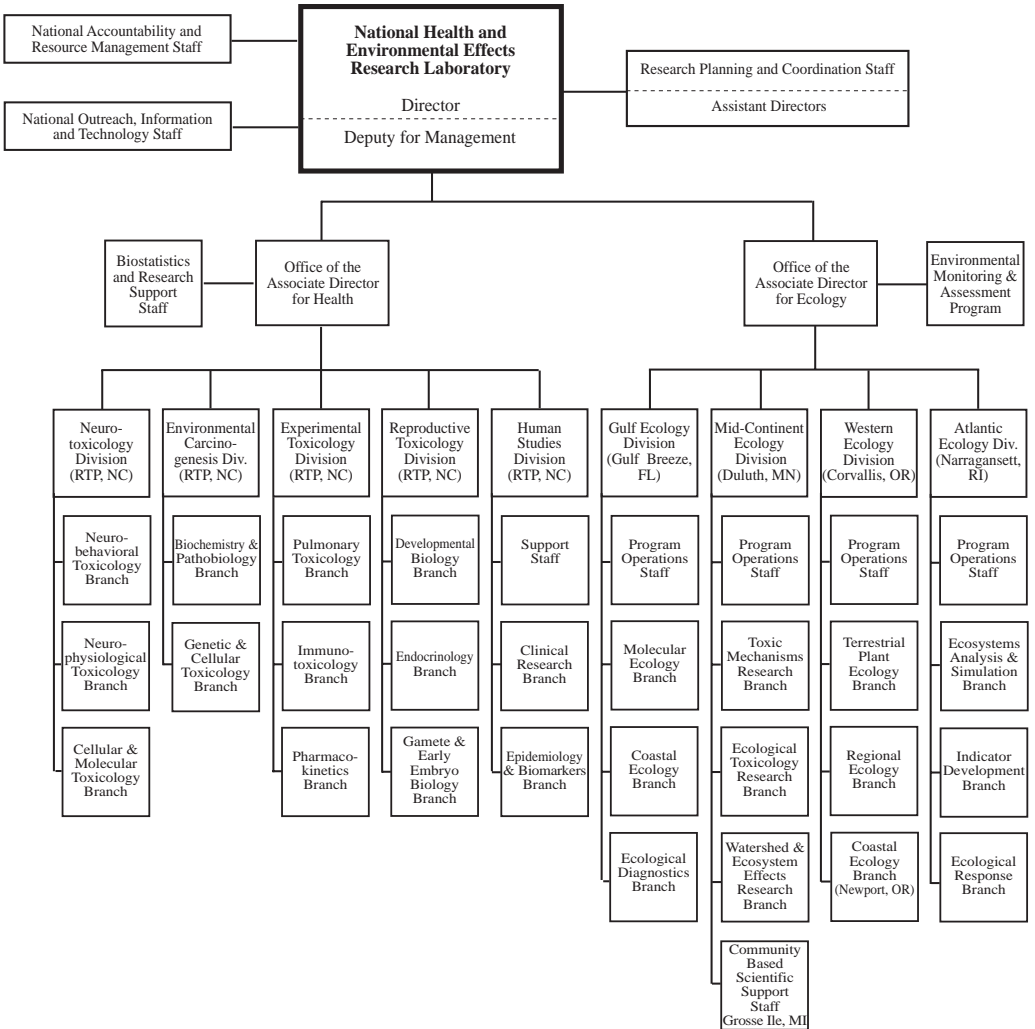 National Accountability and
Resource Management Staff
National Outreach, Information
and Technology Staff
National Health and
Environmental Effects
Research Laboratory
Director
Deputy for Management
Research Planning and Coordination Staff
Assistant Directors
Biostatistics
and Research
Support
Staff
Office of the
Associate Director
for Health
Office of the
Associate Director
for Ecology
Environmental
Monitoring &
Assessment
Program
Neuro-
toxicology
Division
(RTP, NC)
Environmental
Carcino-
genesis Div.
(RTP, NC)
Experimental
Toxicology
Division
(RTP, NC)
Reproductive
Toxicology
Division
(RTP, NC)
Human
Studies
Division
(RTP, NC)
Gulf Ecology
Division
(Gulf Breeze,
FL)
Mid-Continent
Ecology
Division
(Duluth, MN)
Western
Ecology
Division
(Corvallis, OR)
Atlantic
Ecology Div.
(Narragansett,
RI)
Neuro-
behavioral
Toxicology
Branch
Biochemistry &
Pathobiology
Branch
Pulmonary
Toxicology
Branch
Developmental
Biology
Branch
Support
Staff
Program
Operations
Staff
Program
Operations
Staff
Program
Operations
Staff
Program
Operations
Staff
Neuro-
physiological
Toxicology
Branch
Genetic &
Cellular
Toxicology
Branch
Immuno-
toxicology
Branch
Endocrinology
Branch
Clinical
Research
Branch
Molecular
Ecology
Branch
Toxic
Mechanisms
Research
Branch
Terrestrial
Plant
Ecology
Branch
Ecosystems
Analysis &
Simulation
Branch
Cellular &
Molecular
Toxicology
Branch
Pharmaco-
kinetics
Branch
Gamete &
Early
Embryo
Biology
Branch
Epidemiology
& Biomarkers
Branch
Coastal
Ecology
Branch
Ecological
Toxicology
Research
Branch
Regional
Ecology
Branch
Indicator
Development
Branch
Ecological
Diagnostics
Branch
Watershed &
Ecosystem
Effects
Research
Branch
Coastal
Ecology
Branch
(Newport, OR)
Ecological
Response
Branch
Community
Based
Scientific
Support
Staff
Grosse Ile, MI